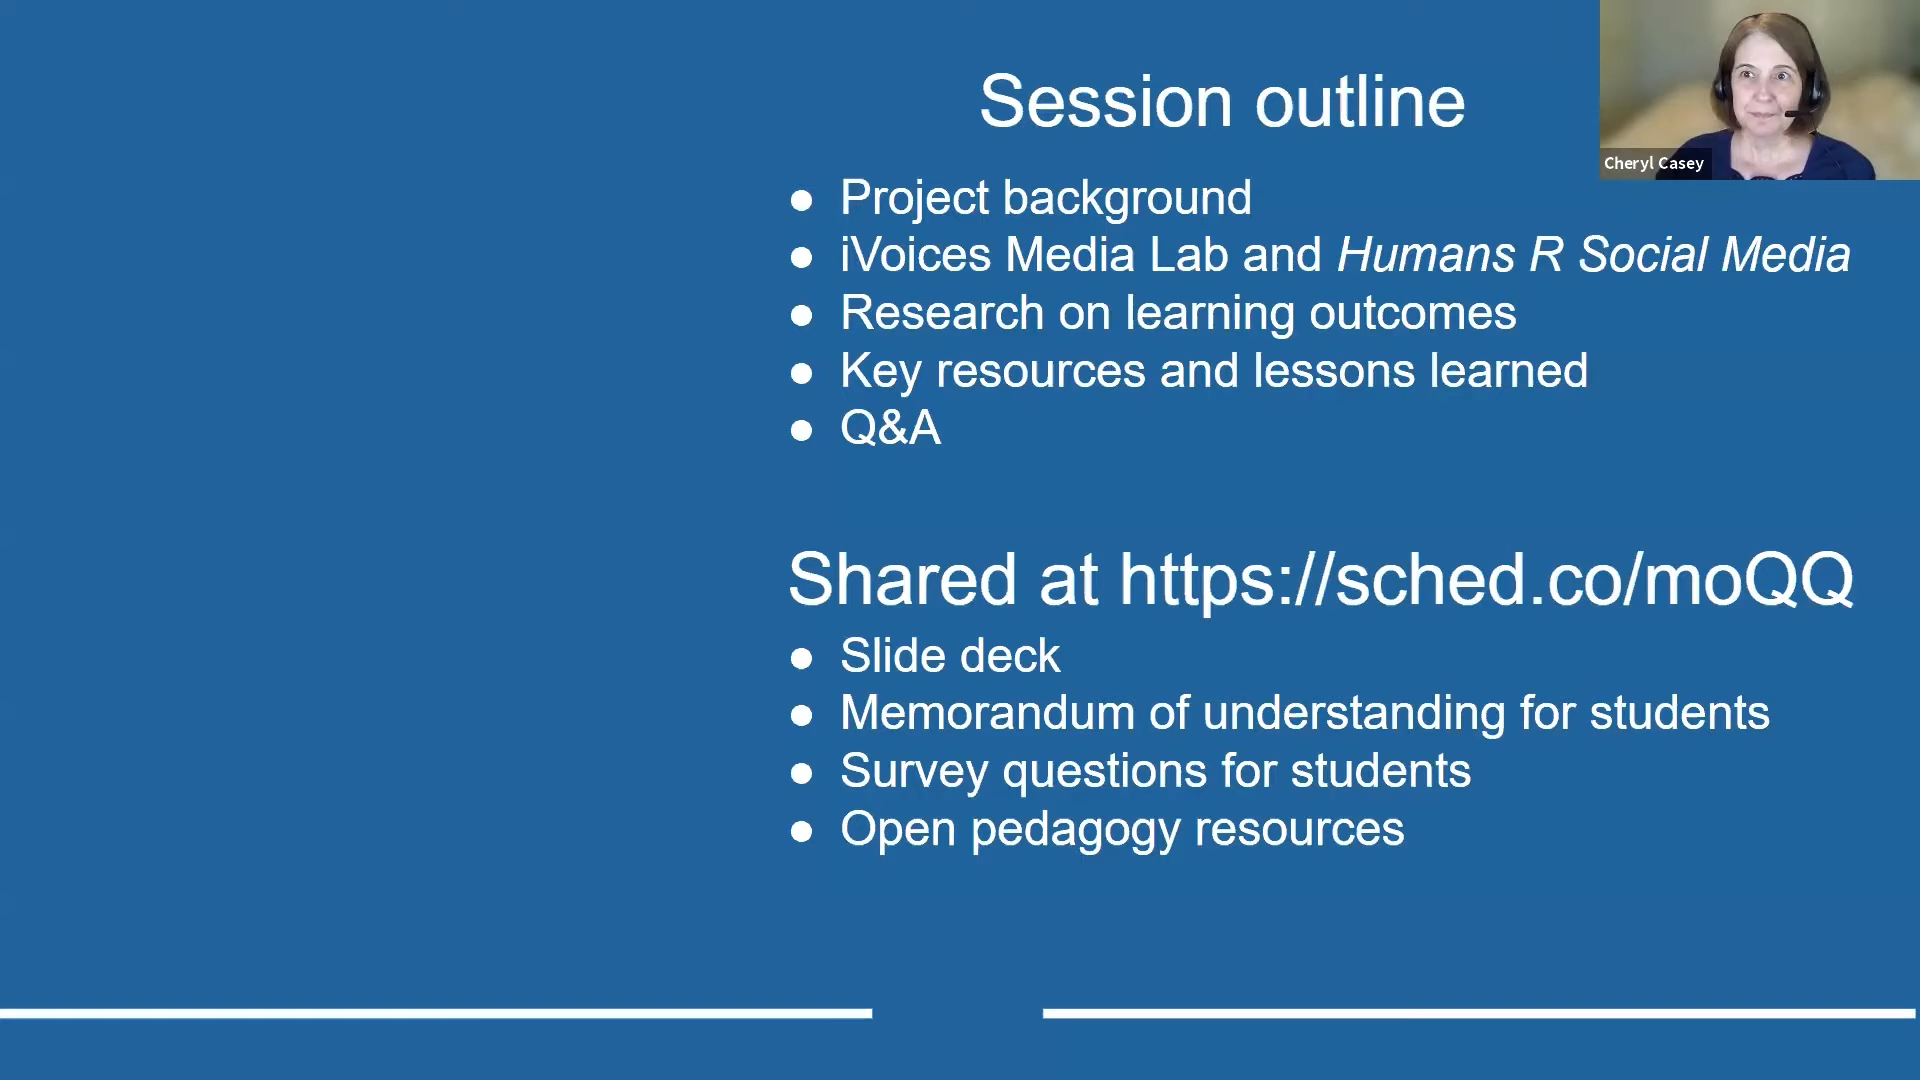 Session outline
Cheryl Casey
● Project background
● iVoices Media Lab and Humans R Social Media
● Research on learning outcomes
● Key resources and lessons learned
● Q&A
Shared at https://sched.co/moQQ
● Slide deck
● Memorandum of understanding for students
● Survey questions for students
● Open pedagogy resources